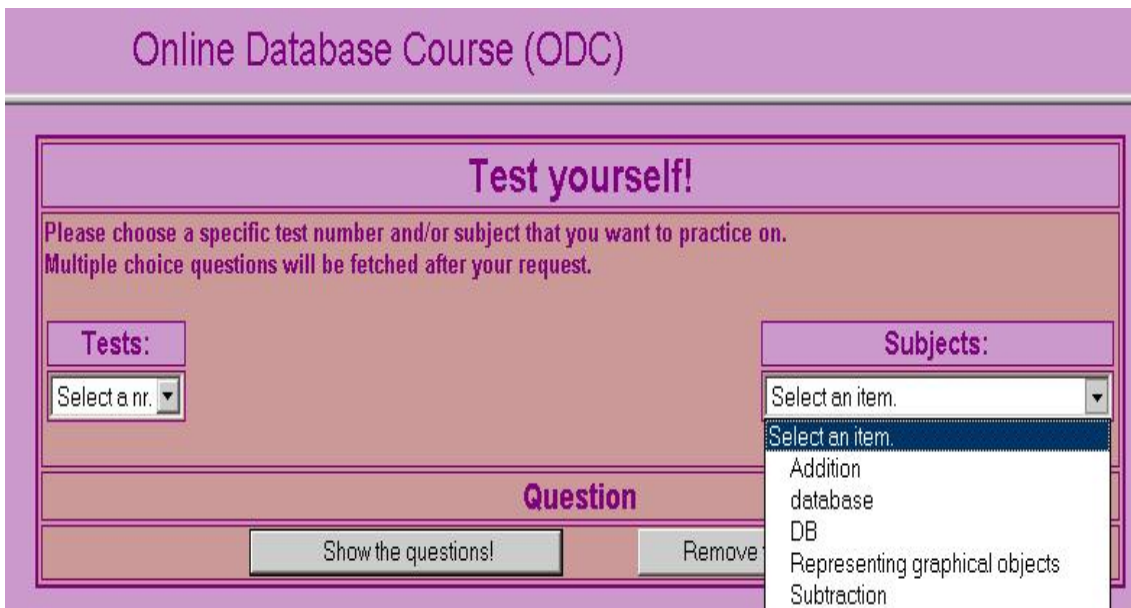 Online Database Course (ODC)
Test yourself!
Please choose a specific test number and/or subject that you want to practice on.
Multiple choice questions will be fetched after your request.
Tests:
Select a nr.
Subjects:
Select an item.
Select an item.
Addition
database
DB
Representing graphical objects
Subtraction
Question
Show the questions!
Remove